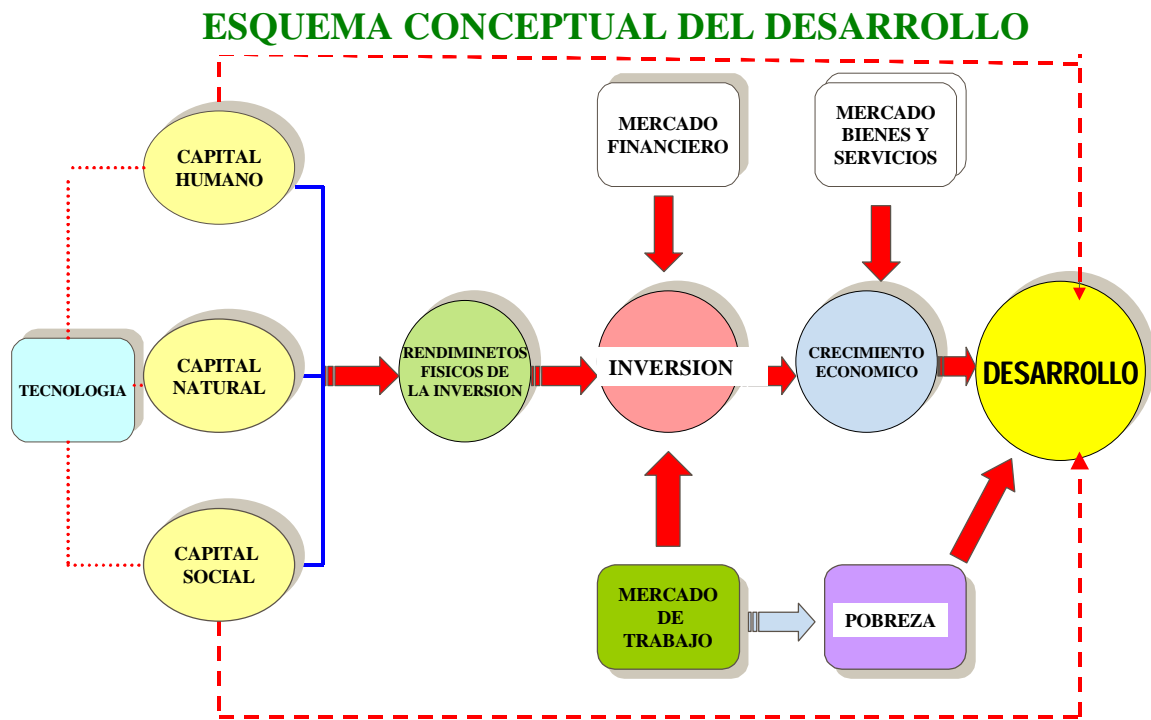 ESQUEMA CONCEPTUAL DEL DESARROLLO
MERCADO
FINANCIERO
MERCADO
BIENES Y
SERVICIOS
CAPITAL
HUMANO
TECNOLOGIA
CAPITAL
NATURAL
RENDIMINETOS
FISICOS DE
LA INVERSION
INVERSION
CRECIMIENTO
ECONOMICO
DESARROLLO
CAPITAL
SOCIAL
MERCADO
DE
TRABAJO
POBREZA